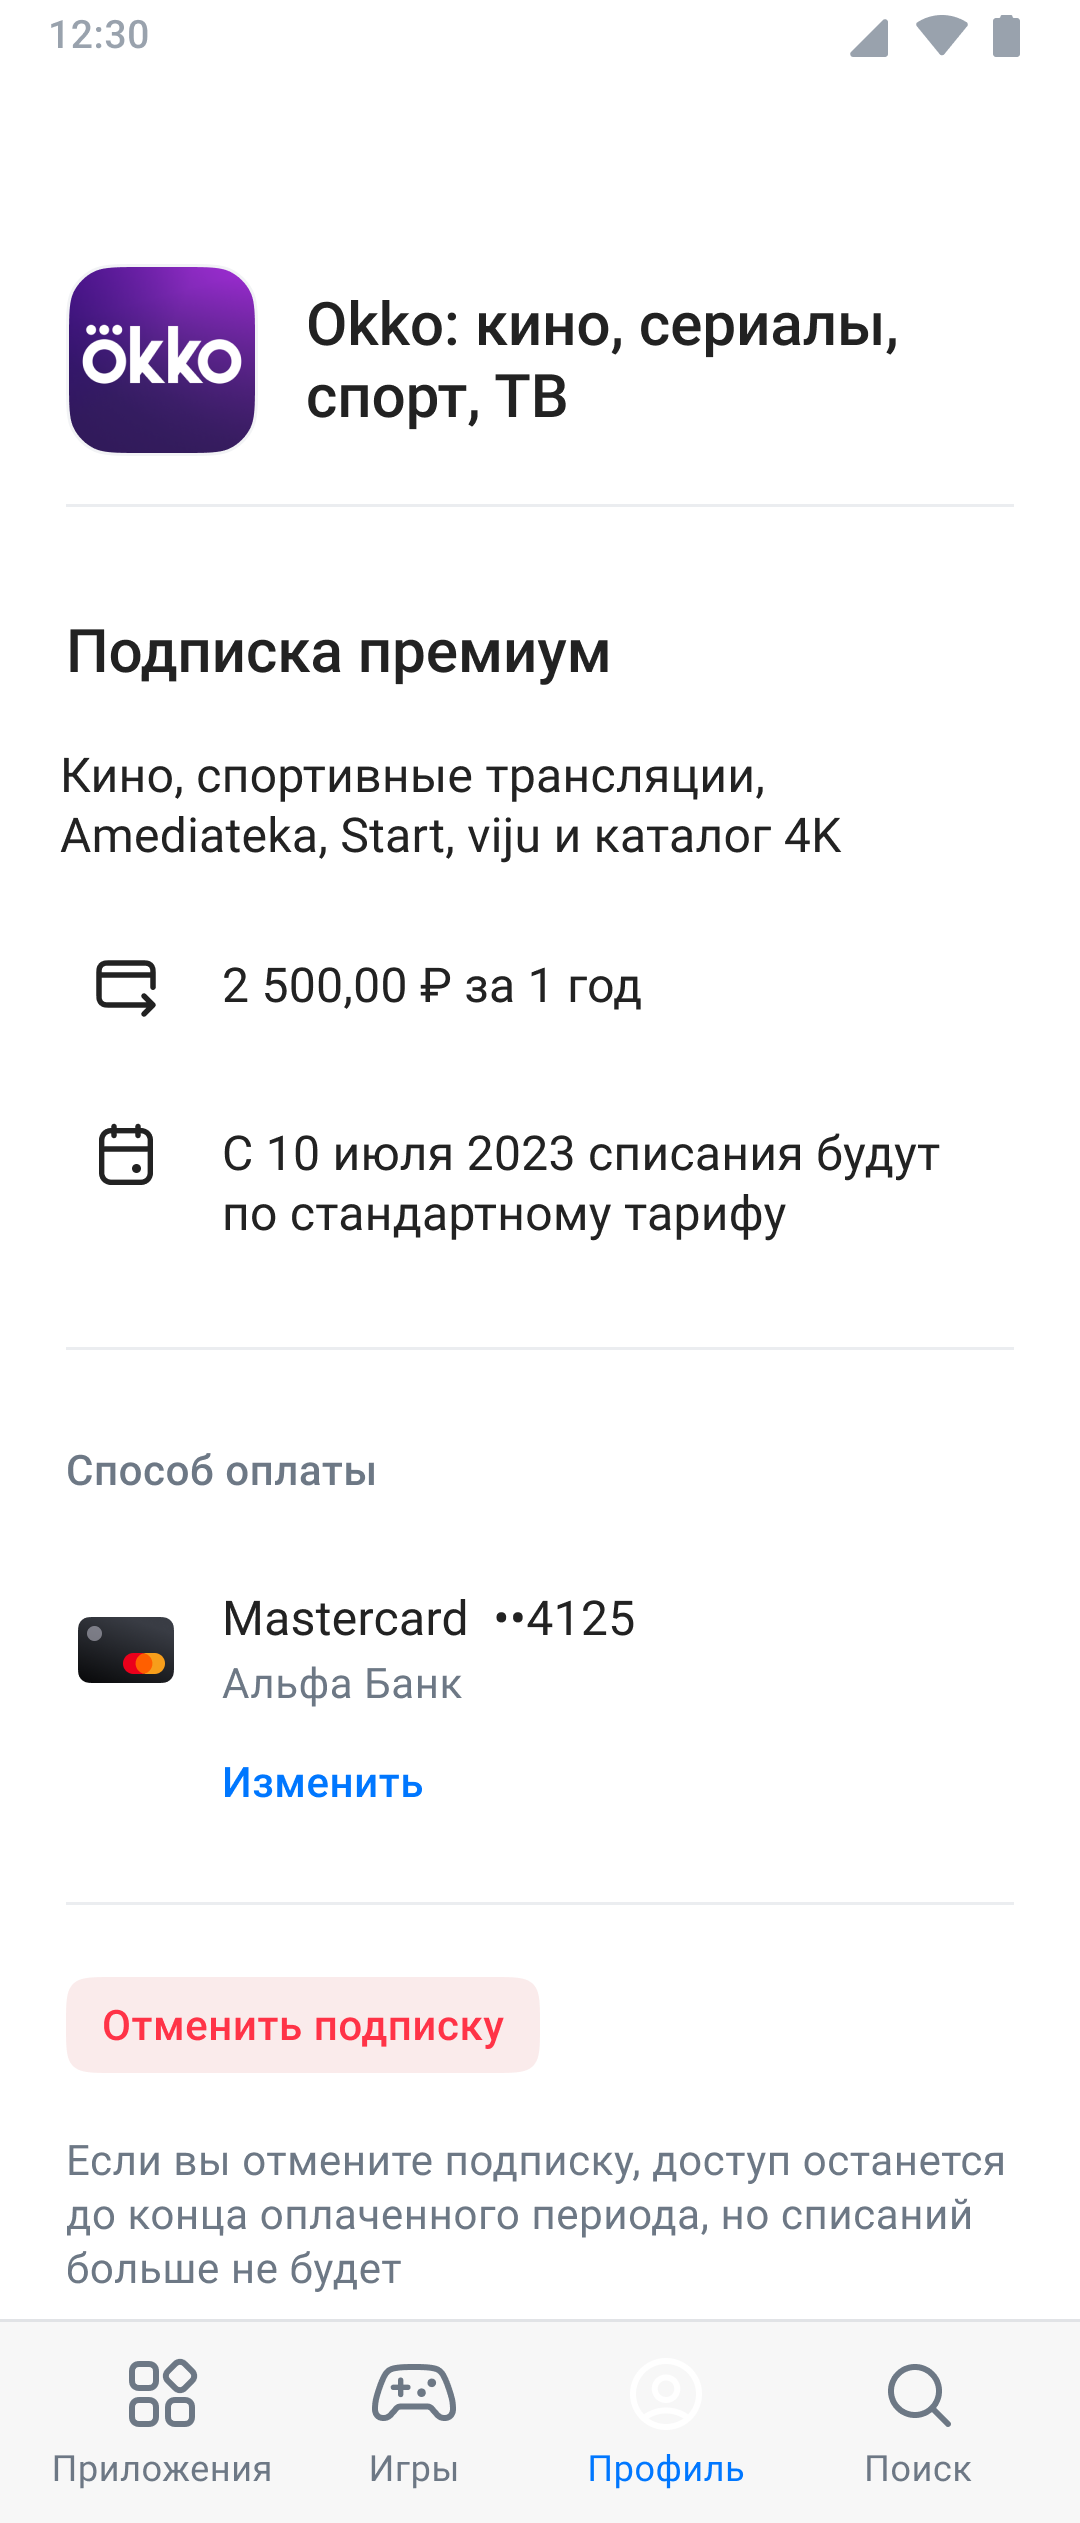 12:30
ökko
Okko: кино, сериалы,
спорт, ТВ
Подписка премиум
Кино, спортивные трансляции,
Amediateka, Start, viju и каталог 4K
2 500,00 ₽ за 1 год
С 10 июля 2023 списания будут
по стандартному тарифу
Способ оплаты
Mastercard ••4125
Альфа Банк
Изменить
Отменить подписку
Если вы отмените подписку, доступ останется
до конца оплаченного периода, но списаний
больше не будет
Приложения
Игры
Профиль
Поиск